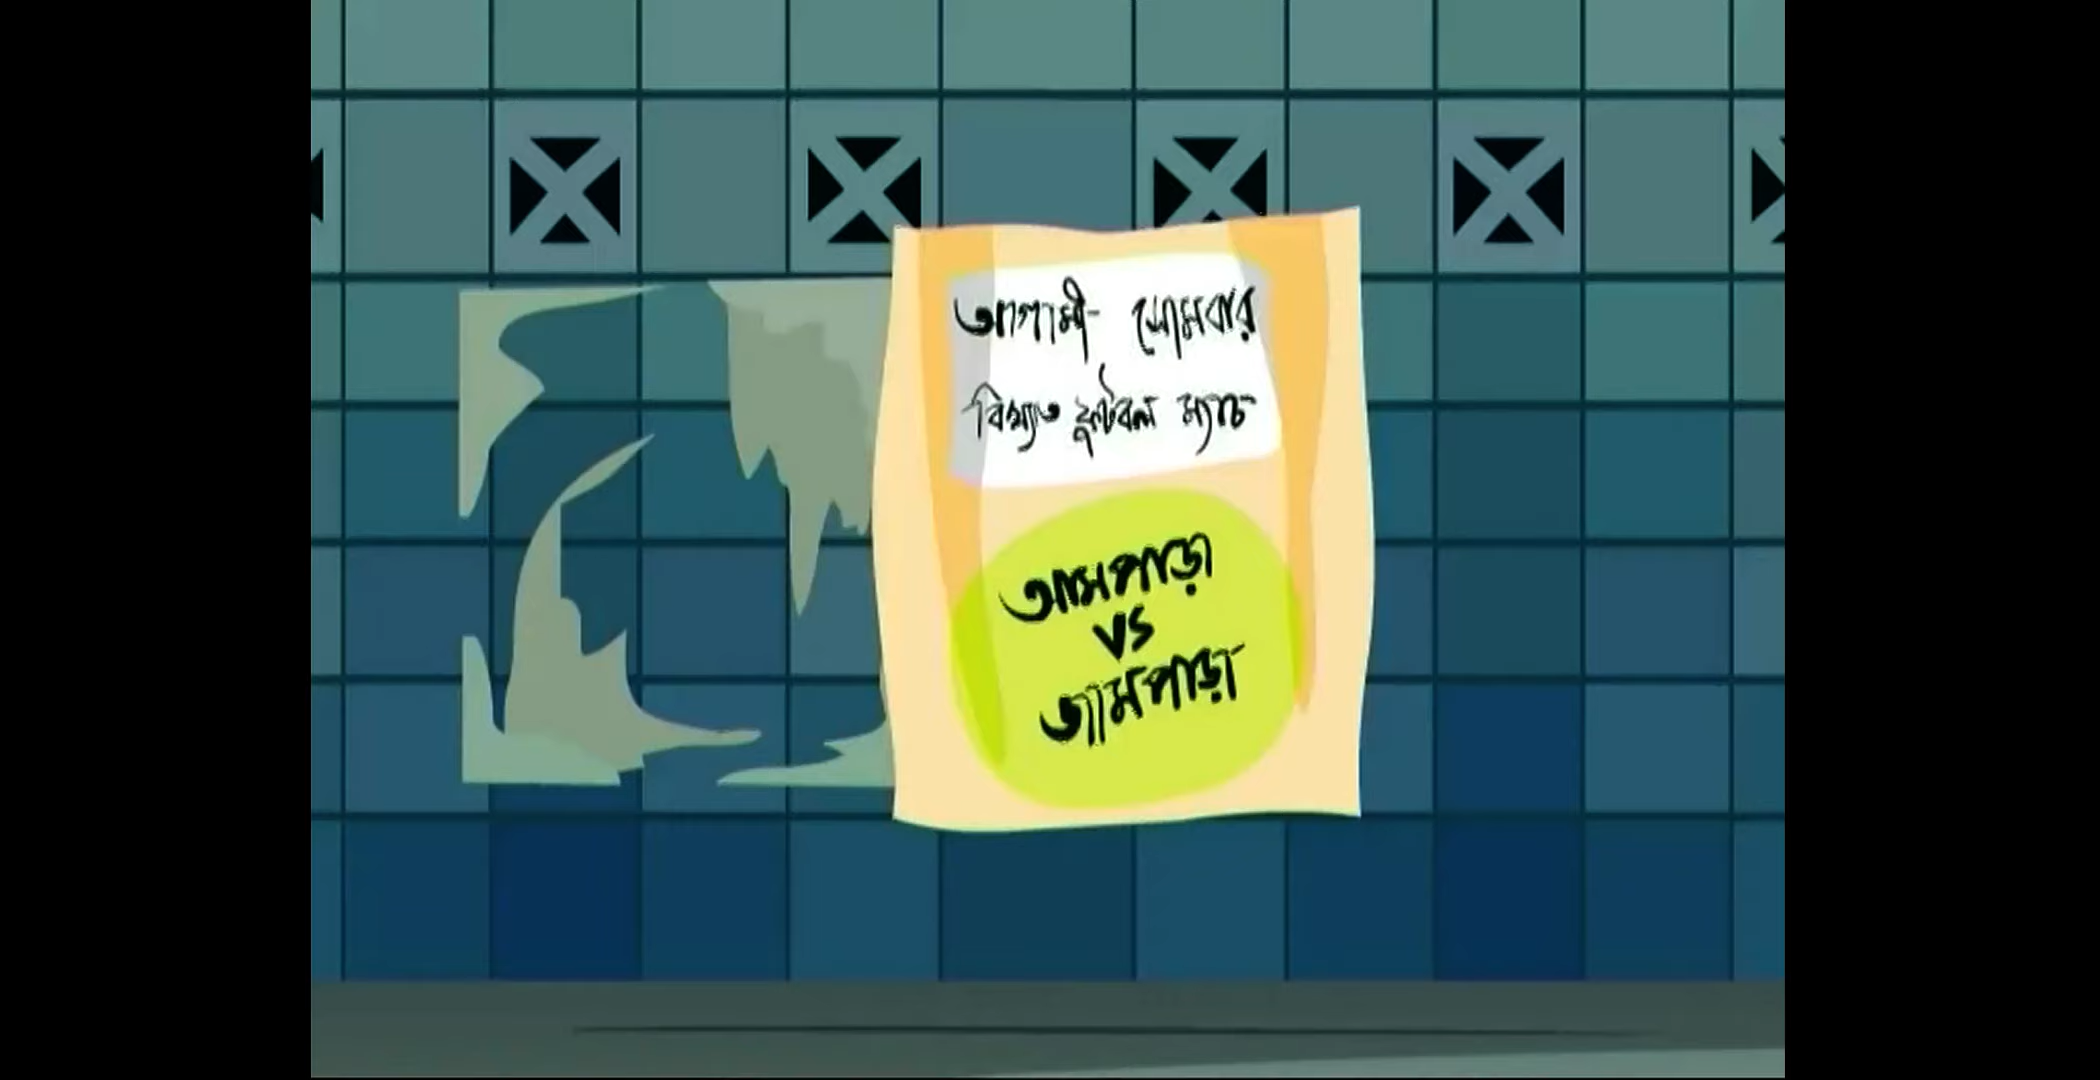 আগামী সোমবার
বিখ্যাত ফুটবল ম্যাচ
আমপাড়া
VS
জামপাড়া